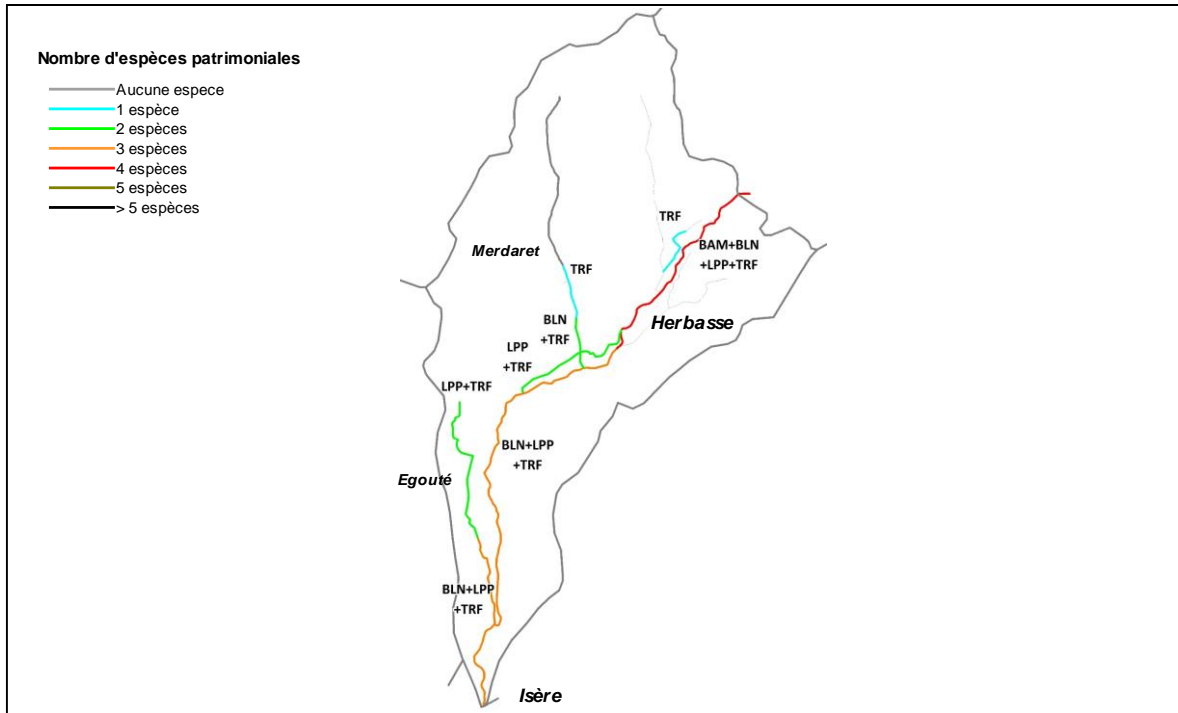 Nombre d'espèces patrimoniales
Aucune espece
1 espèce
2 espèces
3 espèces
4 espèces
5 espèces
> 5 espèces
TRF
BAM+BLN
+LPP+TRF
Merdaret
TRF
BLN
+TRF
Herbasse
LPP
+TRF
LPP+TRF
BLN+LPP
+TRF
Egouté
BLN+LPP
+TRF
Isère